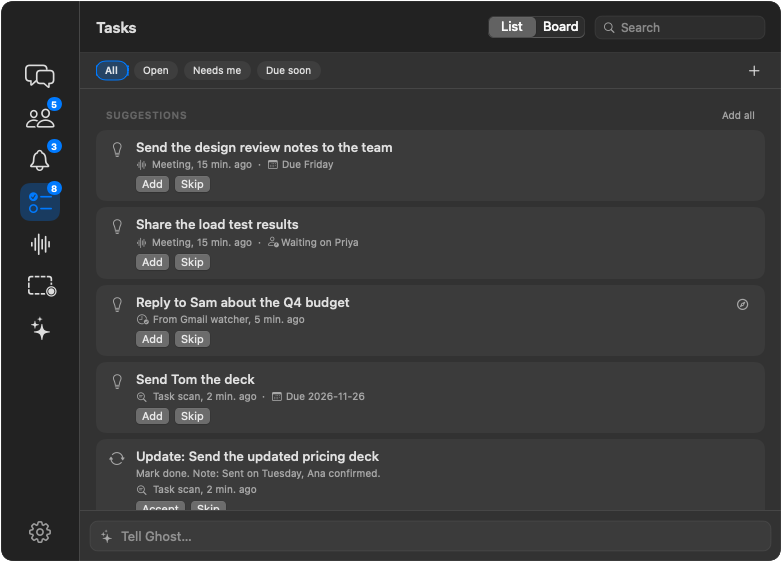 Tasks
List
Board
Search
All
Open
Needs me
Due soon
5
3
8
SUGGESTIONS
Add all
Send the design review notes to the team
Meeting, 15 min. ago · Due Friday
Add
Skip
Share the load test results
Meeting, 15 min. ago · Waiting on Priya
Add
Skip
Reply to Sam about the Q4 budget
From Gmail watcher, 5 min. ago
Add
Skip
Send Tom the deck
Task scan, 2 min. ago · Due 2026-11-26
Add
Skip
Update: Send the updated pricing deck
Mark done. Note: Sent on Tuesday, Ana confirmed.
Task scan, 2 min. ago
Accept
Skip
Tell Ghost...